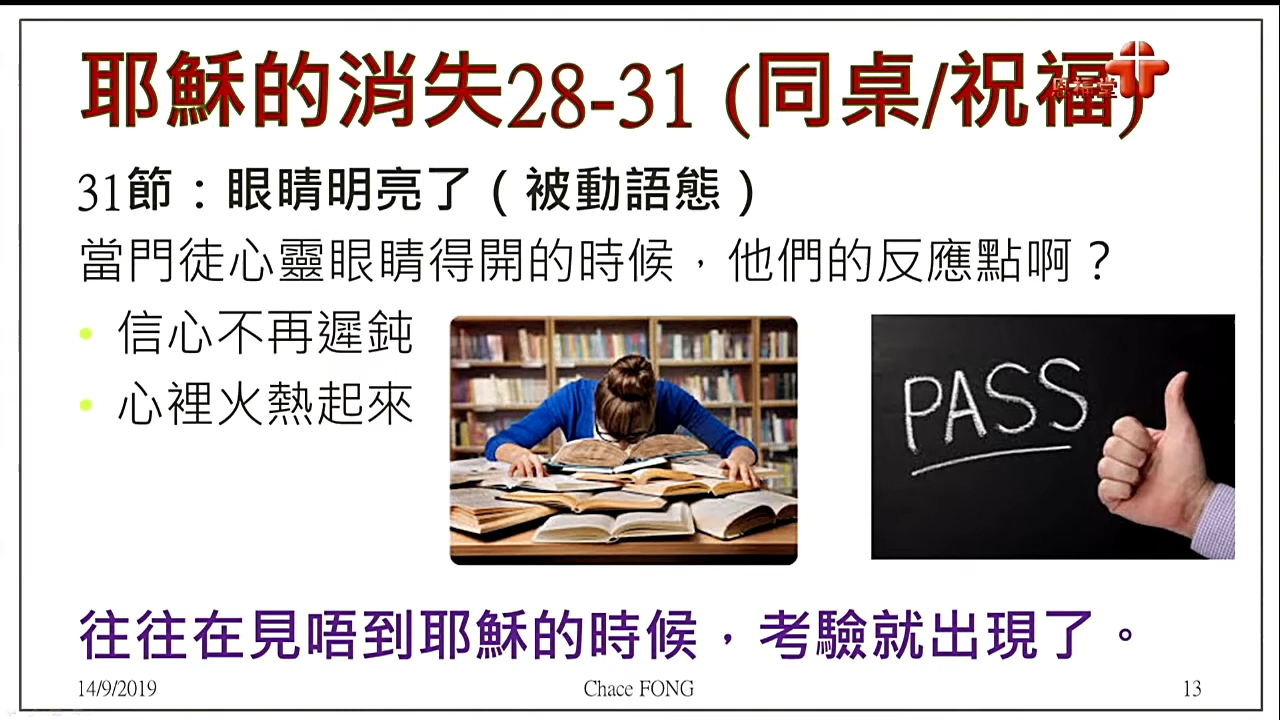 耶穌的消失28-31 (同桌/祝福)
恩福堂
31節：眼睛明亮了（被動語態）
當門徒心靈眼睛得開的時候，他們的反應點啊？
• 信心不再遲鈍
• 心裡火熱起來
PASS
往往在見唔到耶穌的時候，考驗就出現了。
14/9/2019
Chace FONG
13